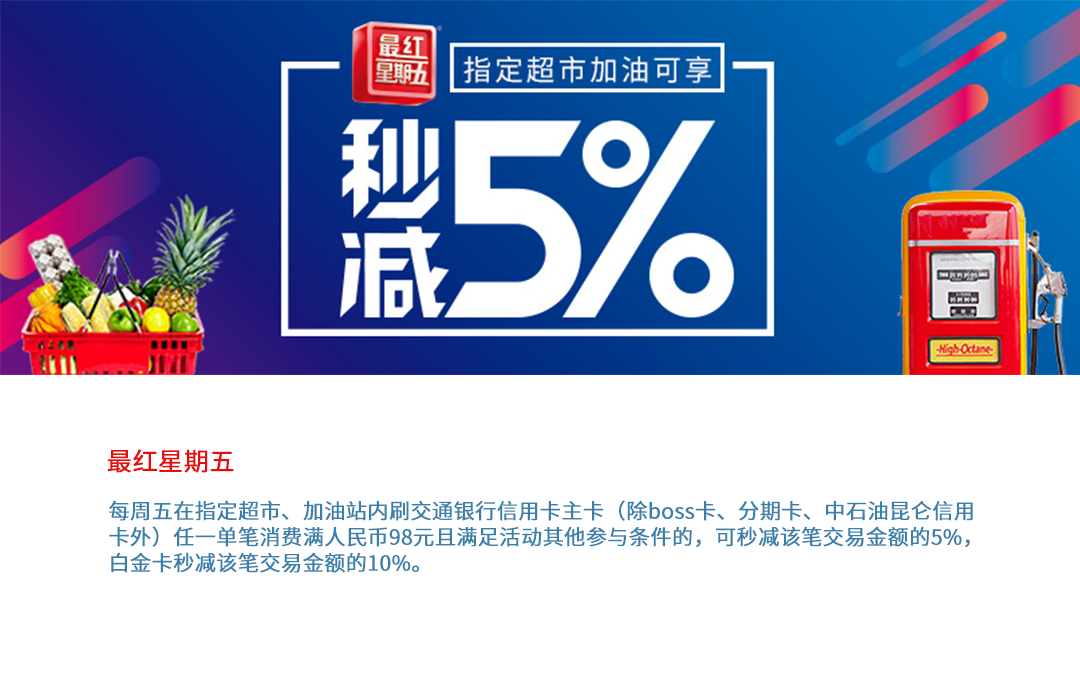 最红
星期五
指定超市加油可享
秒减5%
High-Octane
最红星期五
每周五在指定超市、加油站内刷交通银行信用卡主卡（除boss卡、分期卡、中石油昆仑信用
卡外）任一单笔消费满人民币98元且满足活动其他参与条件的，可秒减该笔交易金额的5%，
白金卡秒减该笔交易金额的10%。